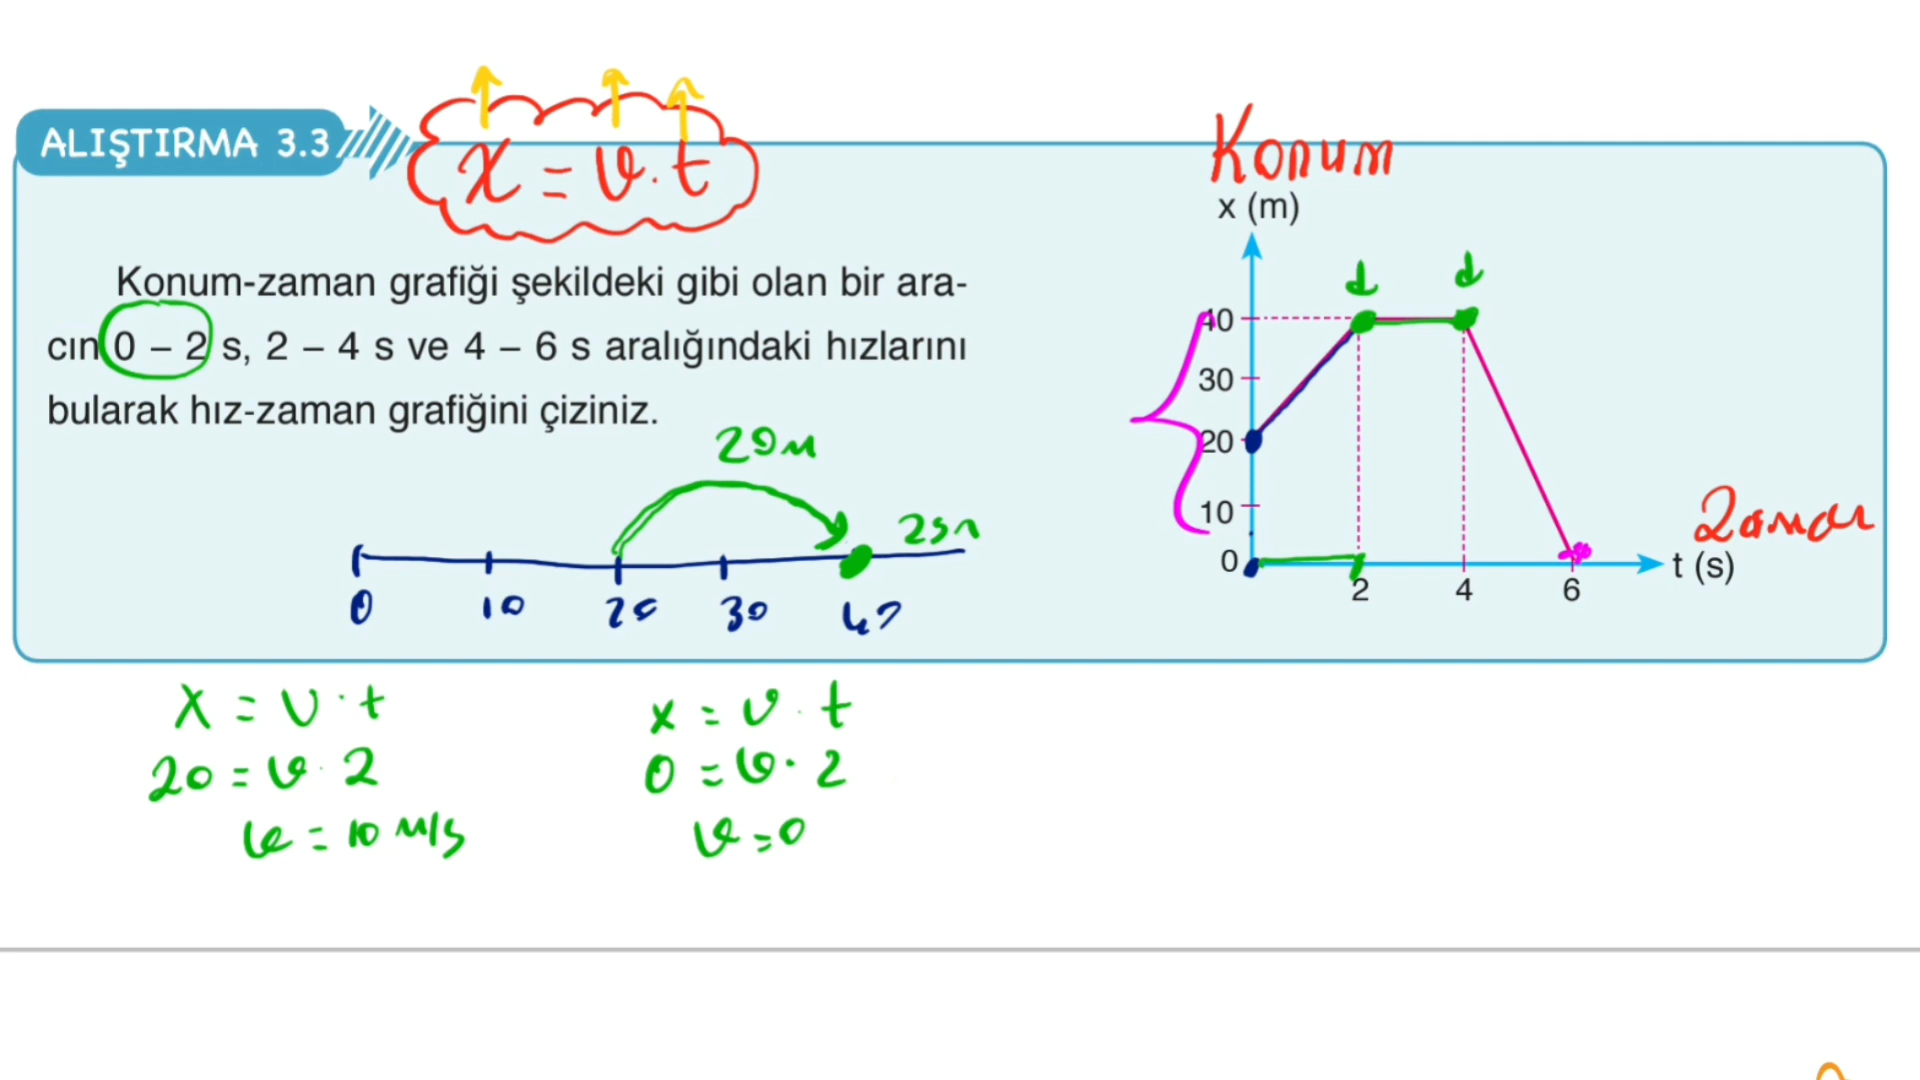 ALIŞTIRMA 3.3
x = v . t
Konum
x (m)
Konum-zaman grafiği şekildeki gibi olan bir ara-
cın 0 – 2 s, 2 – 4 s ve 4 – 6 s aralığındaki hızlarını
bularak hız-zaman grafiğini çiziniz.
40
30
20
10
0
2
4
6
t (s)
Zaman
20m
2sn
0 10 20 30 40
x = v . t
20 = v . 2
v = 10 m/s
x = v . t
0 = v . 2
v = 0